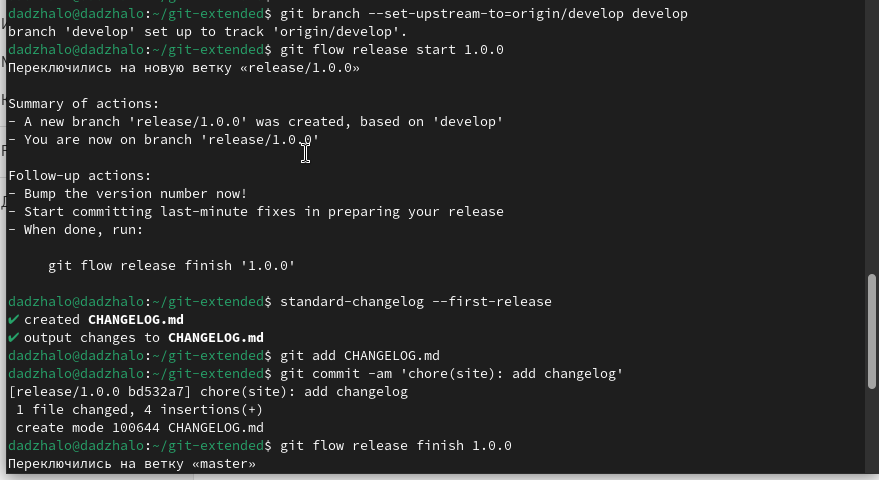 dadzhalo@dadzhalo:~/git-extended$ git branch --set-upstream-to=origin/develop develop
branch 'develop' set up to track 'origin/develop'.
dadzhalo@dadzhalo:~/git-extended$ git flow release start 1.0.0
Переключились на новую ветку «release/1.0.0»
Summary of actions:
- A new branch 'release/1.0.0' was created, based on 'develop'
- You are now on branch 'release/1.0.0'
Follow-up actions:
- Bump the version number now!
- Start committing last-minute fixes in preparing your release
- When done, run:
git flow release finish '1.0.0'
dadzhalo@dadzhalo:~/git-extended$ standard-changelog --first-release
✔ created CHANGELOG.md
✔ output changes to CHANGELOG.md
dadzhalo@dadzhalo:~/git-extended$ git add CHANGELOG.md
dadzhalo@dadzhalo:~/git-extended$ git commit -am 'chore(site): add changelog'
[release/1.0.0 bd532a7] chore(site): add changelog
1 file changed, 4 insertions(+)
create mode 100644 CHANGELOG.md
dadzhalo@dadzhalo:~/git-extended$ git flow release finish 1.0.0
Переключились на ветку «master»